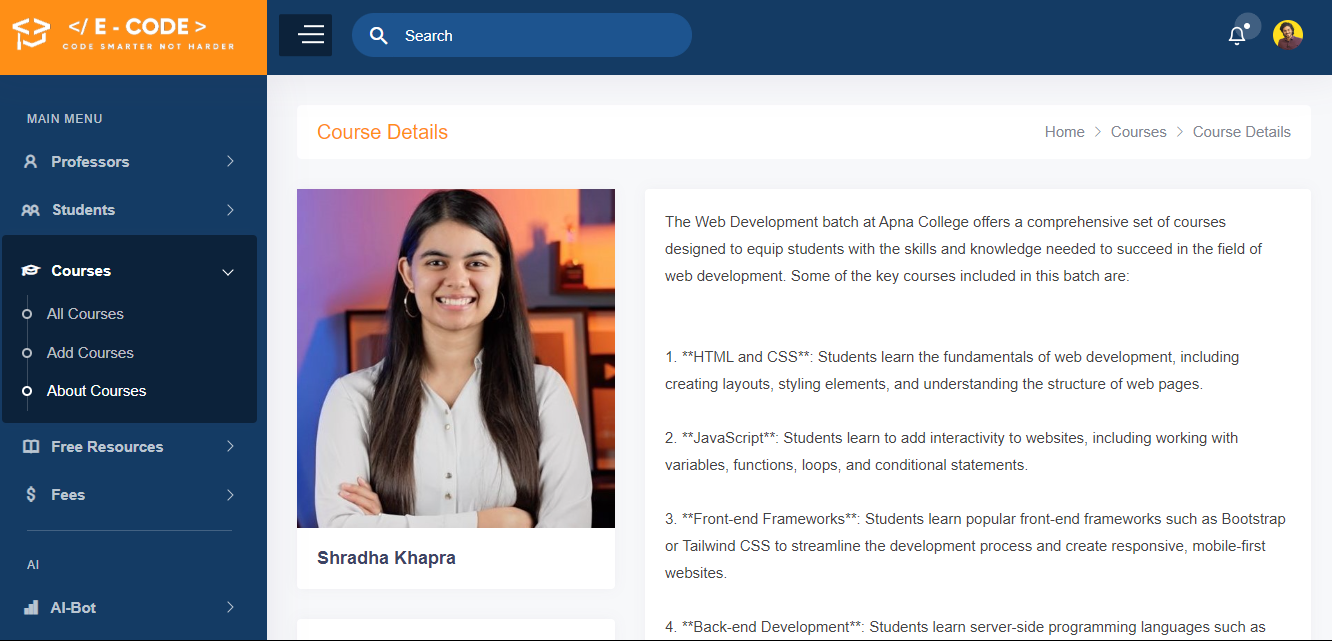 </ E - CODE >
CODE SMARTER NOT HARDER
Search
MAIN MENU
Professors
Students
Courses
All Courses
Add Courses
About Courses
Free Resources
Fees
AI
AI-Bot
Course Details
Home > Courses > Course Details
Shradha Khapra
The Web Development batch at Apna College offers a comprehensive set of courses
designed to equip students with the skills and knowledge needed to succeed in the field of
web development. Some of the key courses included in this batch are:
1. **HTML and CSS**: Students learn the fundamentals of web development, including
creating layouts, styling elements, and understanding the structure of web pages.
2. **JavaScript**: Students learn to add interactivity to websites, including working with
variables, functions, loops, and conditional statements.
3. **Front-end Frameworks**: Students learn popular front-end frameworks such as Bootstrap
or Tailwind CSS to streamline the development process and create responsive, mobile-first
websites.
4. **Back-end Development**: Students learn server-side programming languages such as